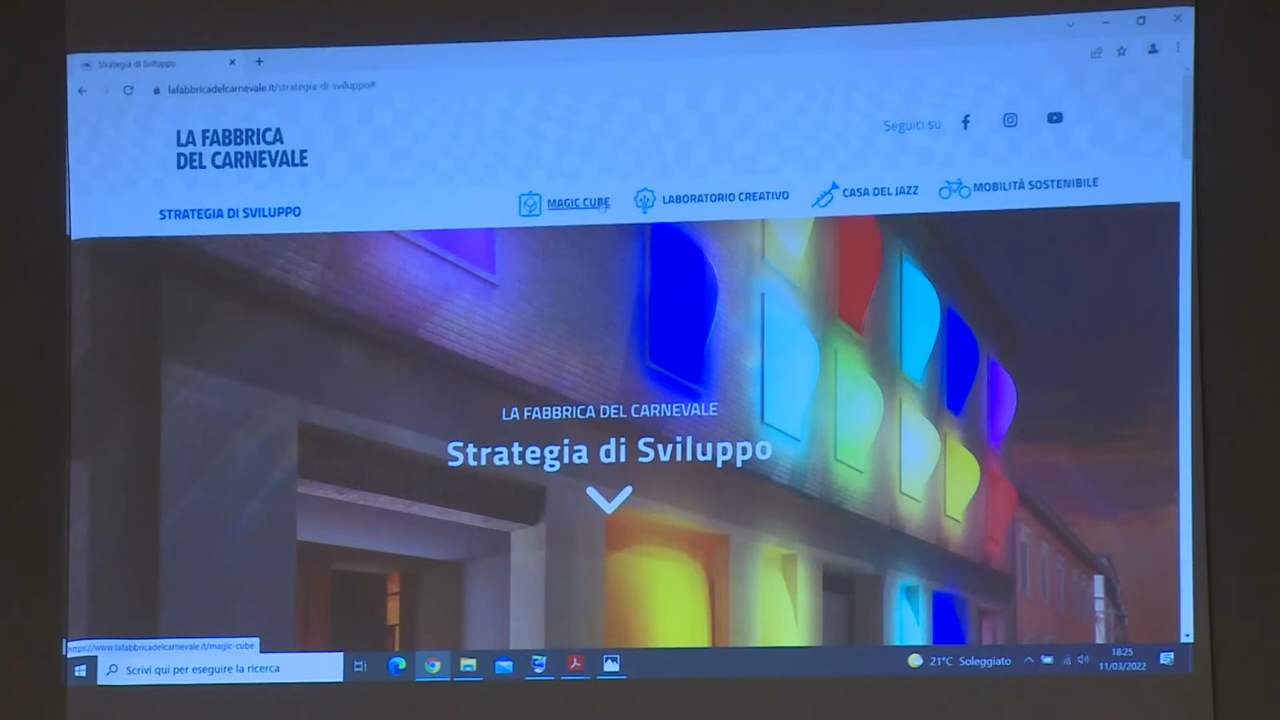 Strategia di Sviluppo
lafabbricadelcarnevale.it/strategia-di-sviluppo#
LA FABBRICA
DEL CARNEVALE
Seguici su
STRATEGIA DI SVILUPPO
MAGIC CUBE
LABORATORIO CREATIVO
CASA DEL JAZZ
MOBILITÀ SOSTENIBILE
LA FABBRICA DEL CARNEVALE
Strategia di Sviluppo
https://www.lafabbricadelcarnevale.it/magic-cube
Scrivi qui per eseguire la ricerca
21°C Soleggiato
18:25
11/03/2022